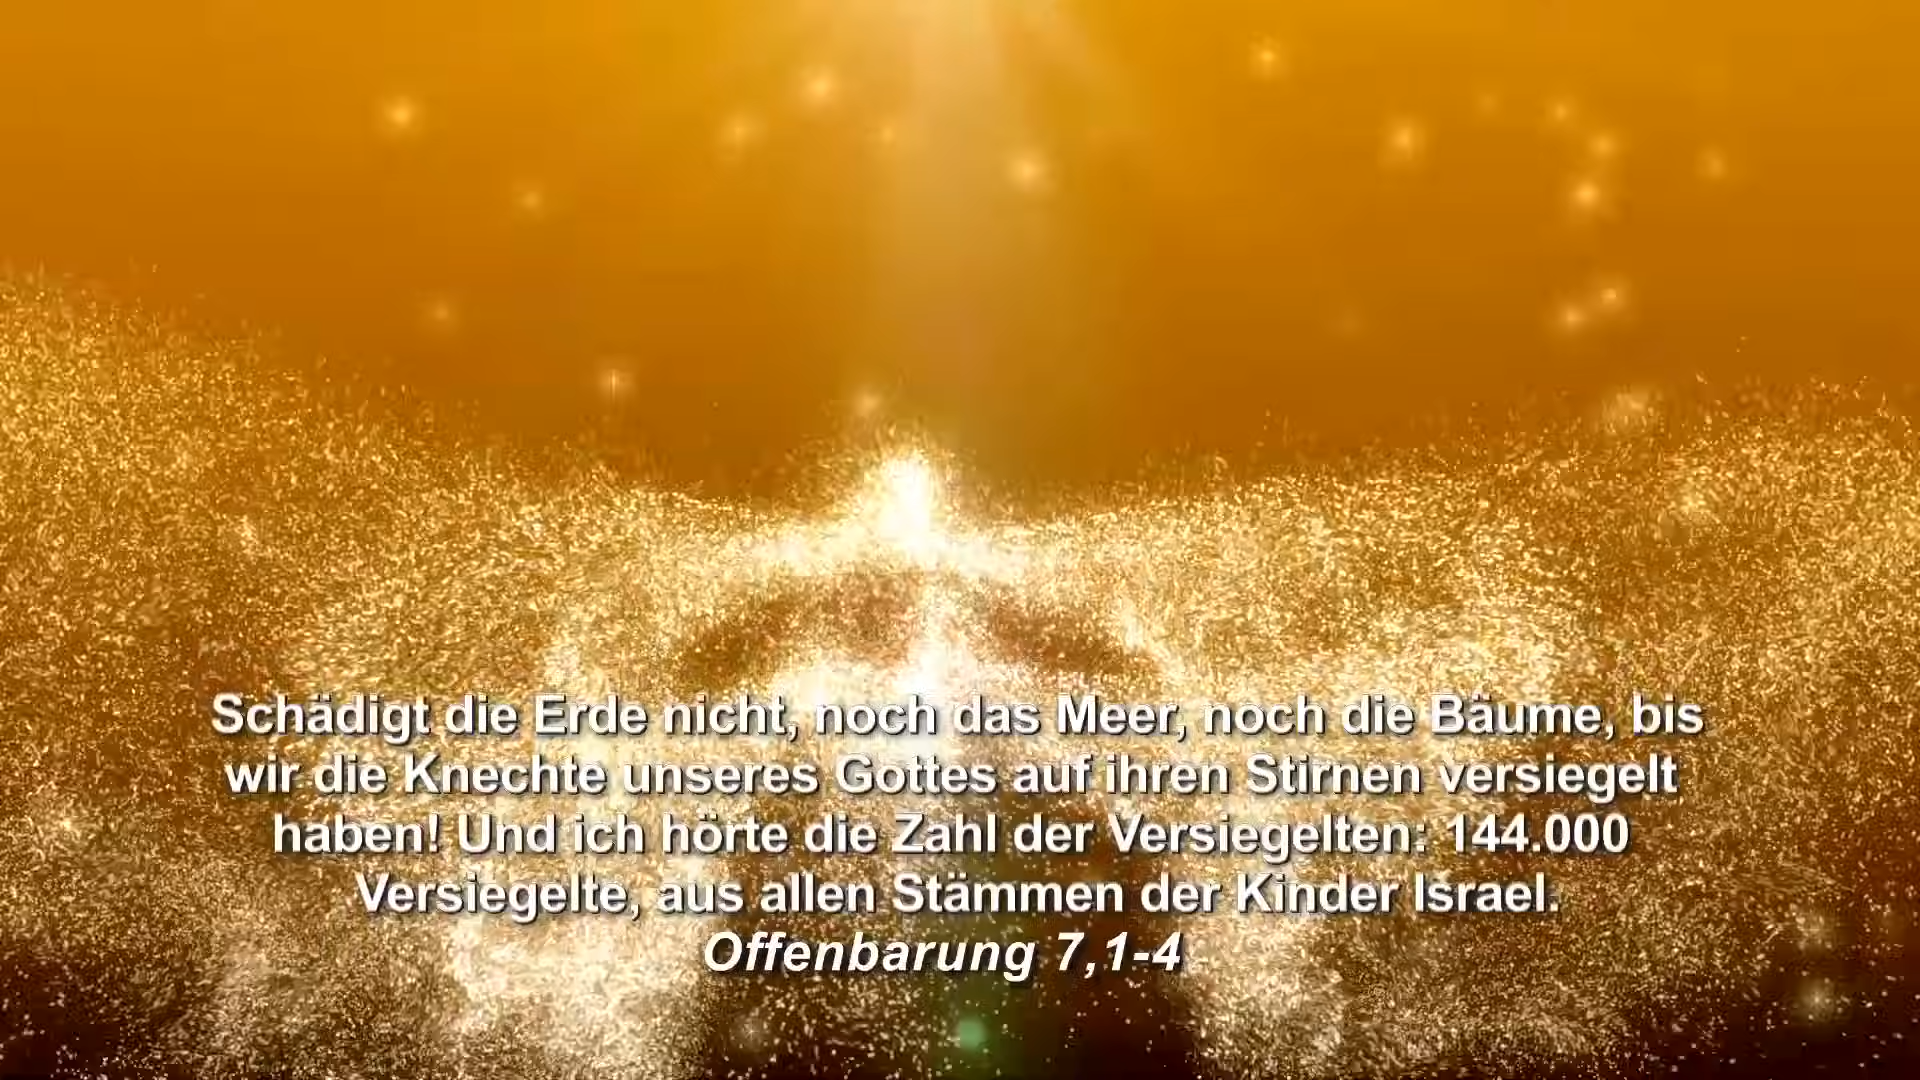 Schädigt die Erde nicht, noch das Meer, noch die Bäume, bis
wir die Knechte unseres Gottes auf ihren Stirnen versiegelt
haben! Und ich hörte die Zahl der Versiegelten: 144.000
Versiegelte, aus allen Stämmen der Kinder Israel.
Offenbarung 7,1-4